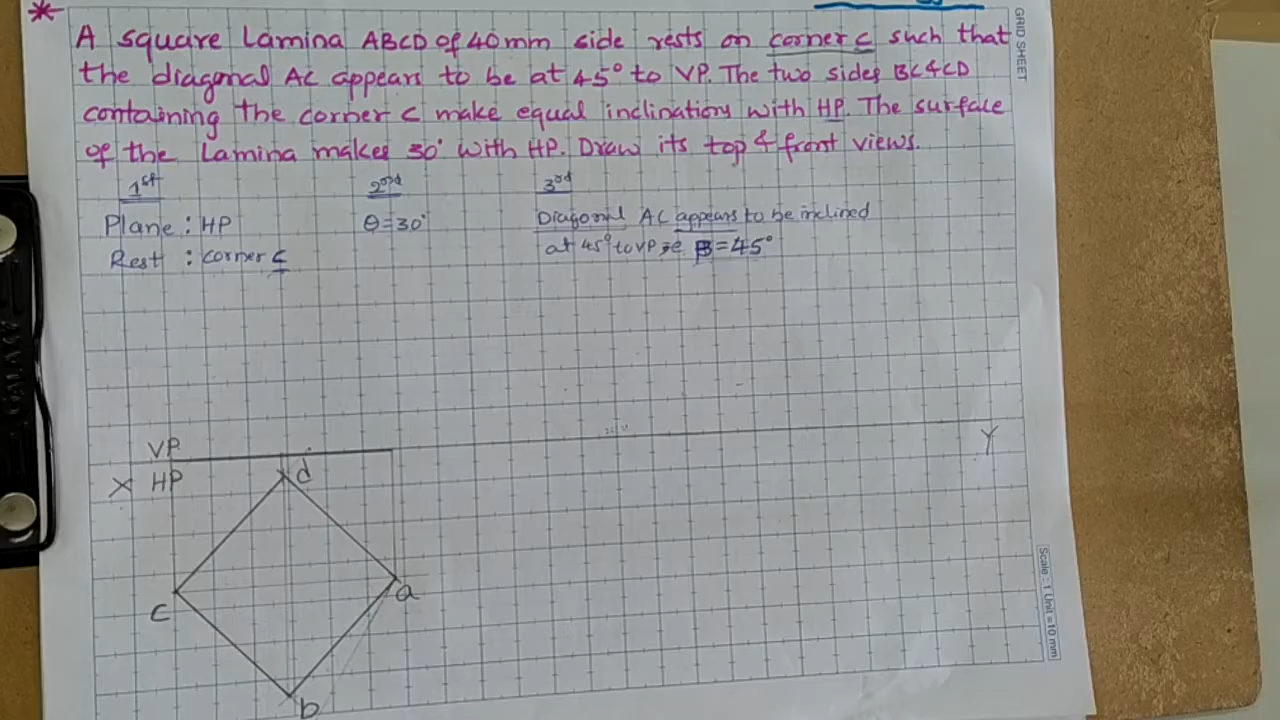 A square Lamina ABCD of 40mm side rests on corner c such that
the diagonal AC appears to be at 45° to VP. The two sides BC & CD
containing the corner c make equal inclinations with HP. The surface
of the Lamina makes 30° with HP. Draw its top & front views.
1st 2nd 3rd
Plane : HP θ=30° Diagonal AC appears to be inclined
Rest : corner c at 45° to VP ie β=45°
VP
X HP Y
d
c a
b
GRID SHEET
Scale : 1 Unit = 10 mm